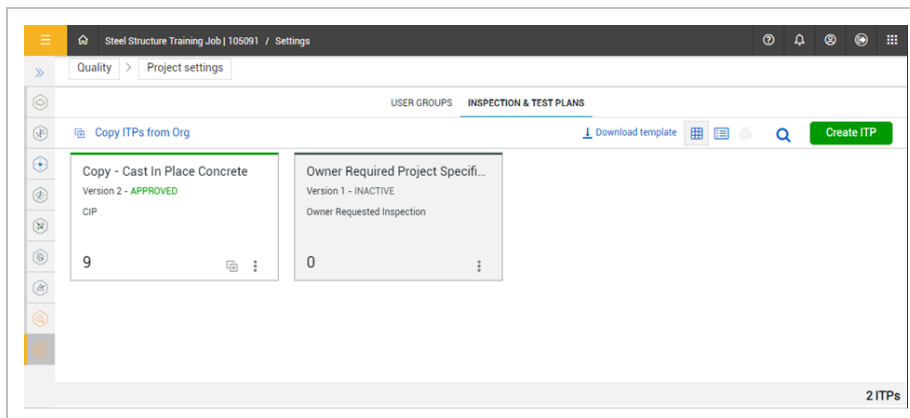 Steel Structure Training Job | 105091 / Settings
Quality > Project settings
USER GROUPS INSPECTION & TEST PLANS
Copy ITPs from Org Download template Create ITP
Copy - Cast In Place Concrete
Version 2 - APPROVED
CIP
9
Owner Required Project Specifi...
Version 1 - INACTIVE
Owner Requested Inspection
0
2 ITPs